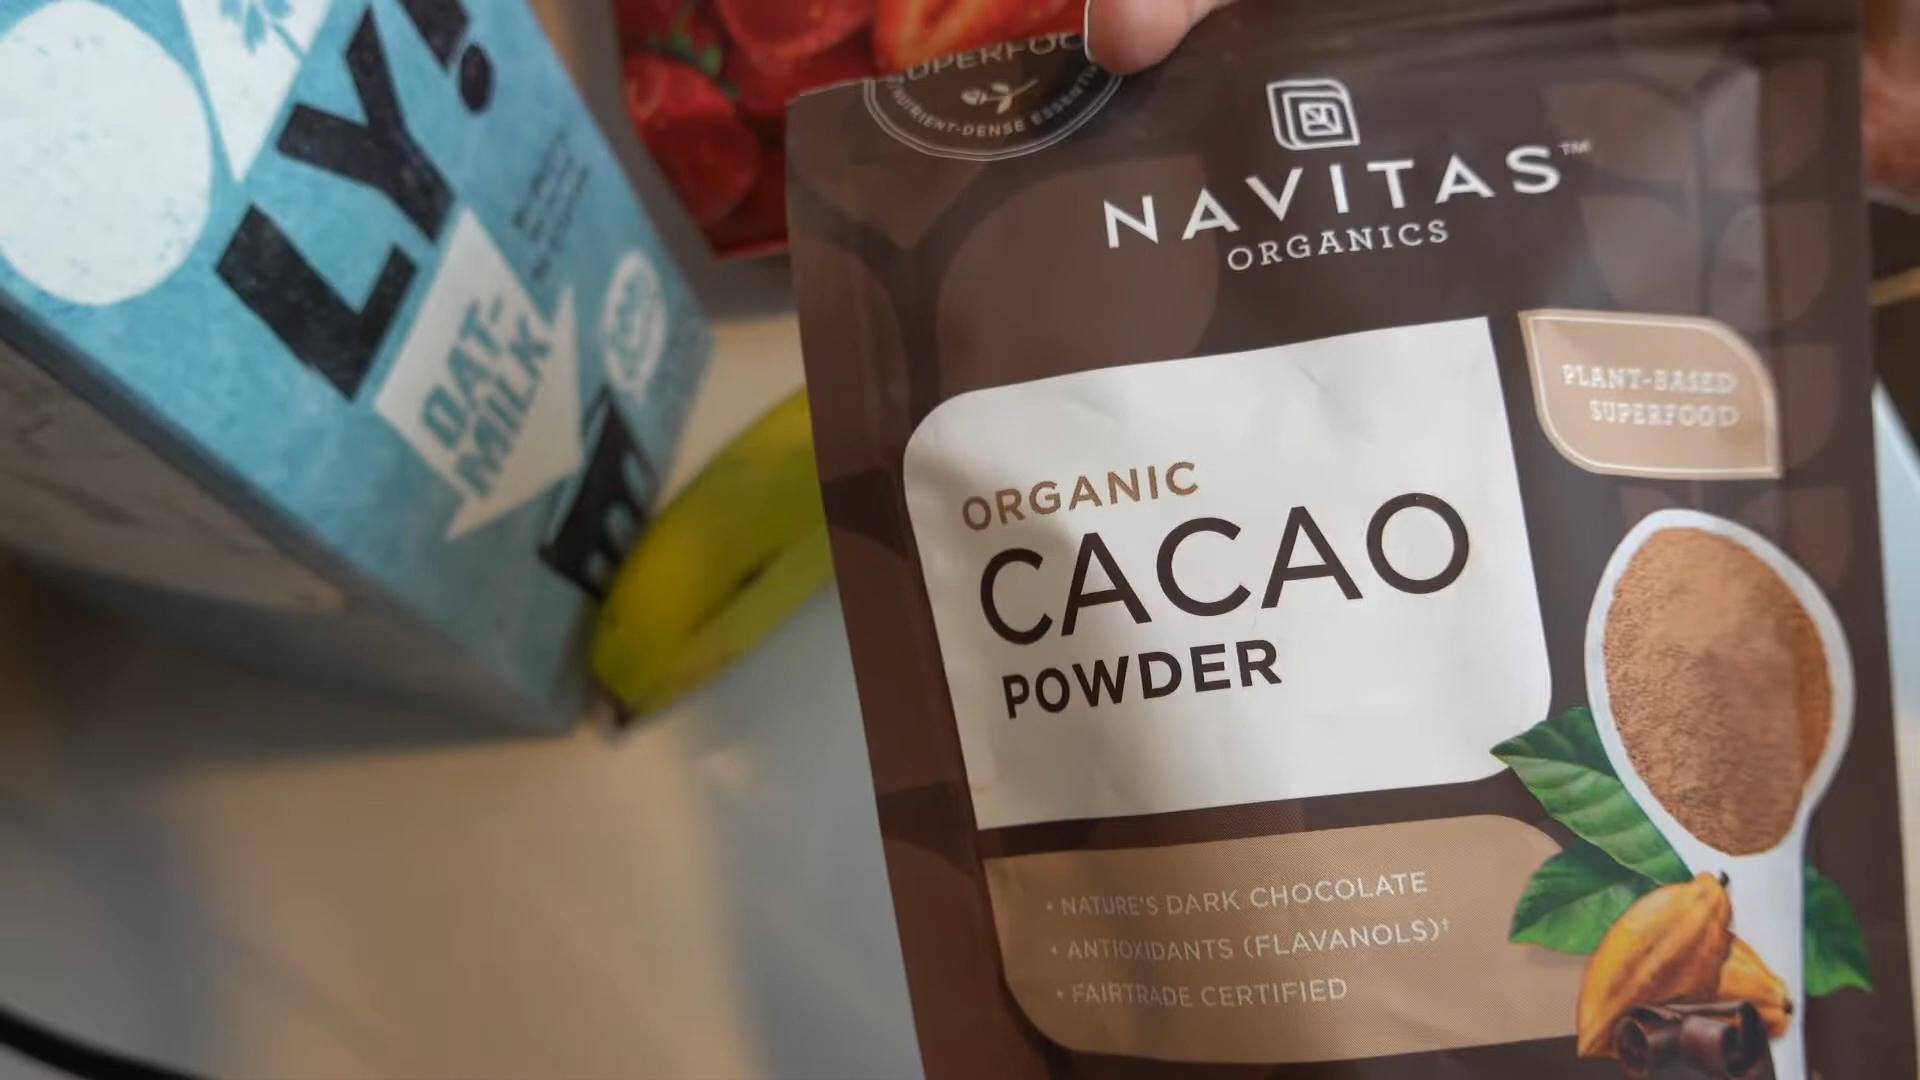 LY!
OAT-
MILK
SUPERFOO
NUTRIENT-DENSE ESSENTI
NAVITAS™
ORGANICS
PLANT-BASED
SUPERFOOD
ORGANIC
CACAO
POWDER
• NATURE'S DARK CHOCOLATE
• ANTIOXIDANTS (FLAVANOLS)†
• FAIRTRADE CERTIFIED